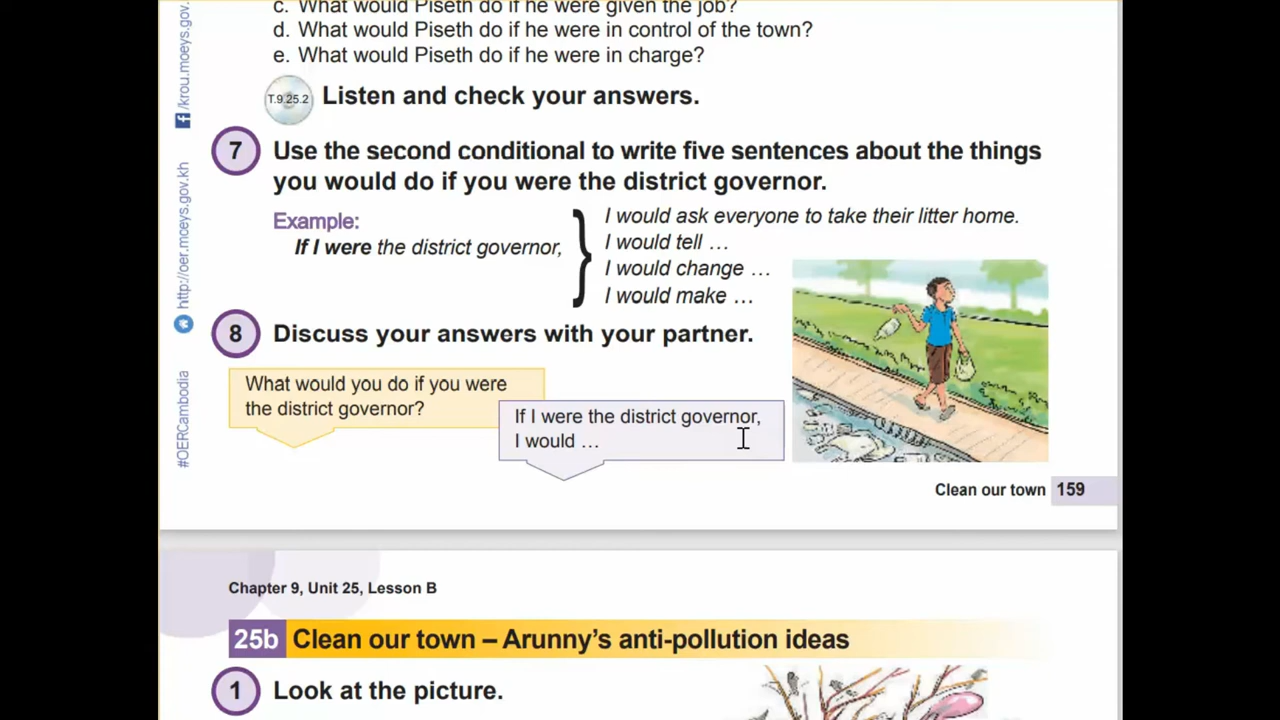 c. What would Piseth do if he were given the job?
d. What would Piseth do if he were in control of the town?
e. What would Piseth do if he were in charge?
T.9.25.2 Listen and check your answers.
7 Use the second conditional to write five sentences about the things
you would do if you were the district governor.
Example:
If I were the district governor,
I would ask everyone to take their litter home.
I would tell …
I would change …
I would make …
8 Discuss your answers with your partner.
What would you do if you were
the district governor?
If I were the district governor,
I would …
Clean our town 159
#OERCambodia
http://oer.moeys.gov.kh
/krou.moeys.gov.
Chapter 9, Unit 25, Lesson B
25b Clean our town – Arunny's anti-pollution ideas
1 Look at the picture.